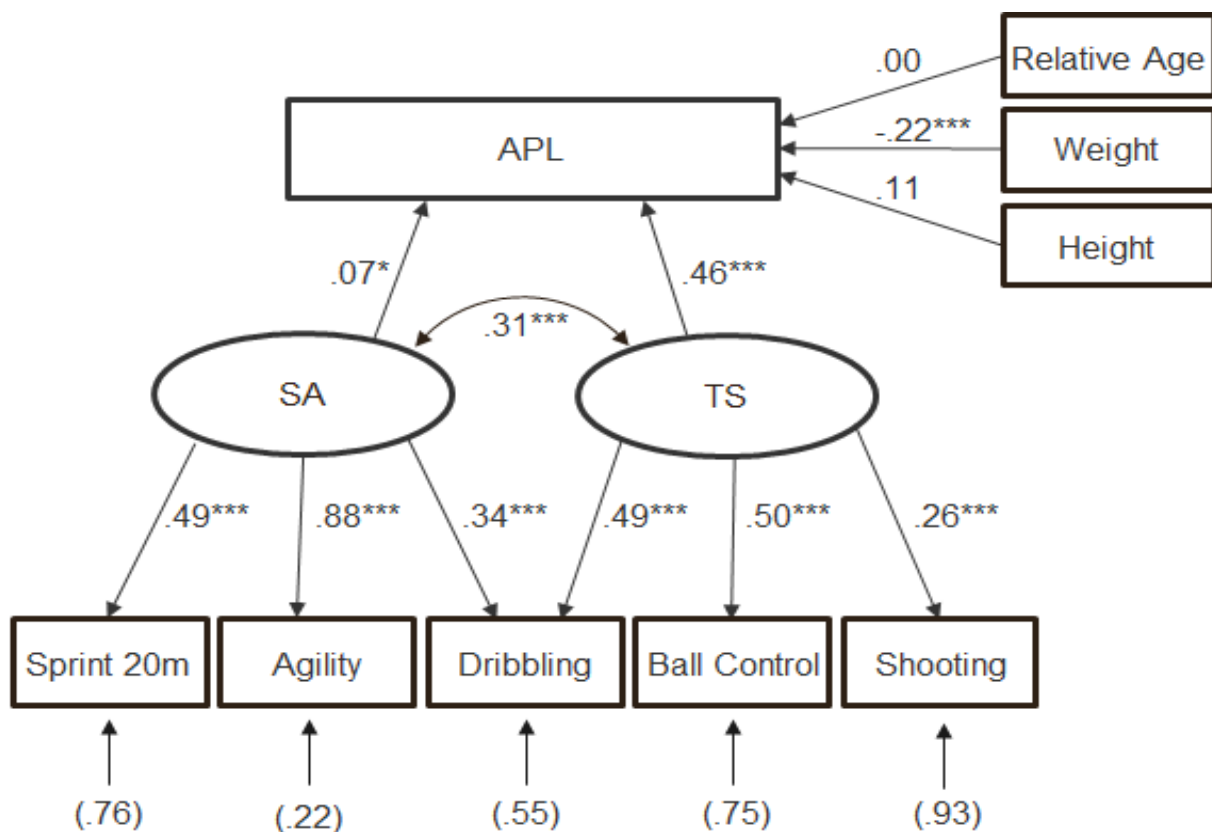 Relative Age
.00
APL
-.22***
Weight
.11
Height
.07*
.46***
.31***
SA
TS
.49***
.88***
.34***
.49***
.50***
.26***
Sprint 20m
Agility
Dribbling
Ball Control
Shooting
(.76)
(.22)
(.55)
(.75)
(.93)